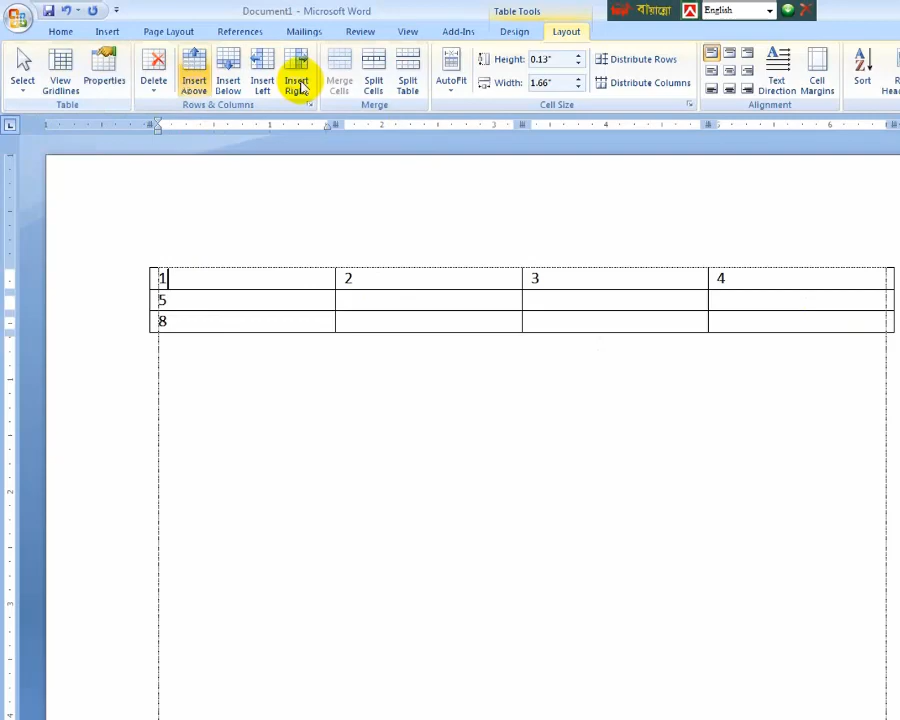 Document1 - Microsoft Word
Table Tools
English
Home Insert Page Layout References Mailings Review View Add-Ins Design Layout
Select
View Gridlines
Properties
Delete
Insert Above
Insert Below
Insert Left
Insert Right
Merge Cells
Split Cells
Split Table
AutoFit
Height: 0.13"
Width: 1.66"
Distribute Rows
Distribute Columns
Text Direction
Cell Margins
Sort
Table Rows & Columns Merge Cell Size Alignment
1 2 3 4
5
8